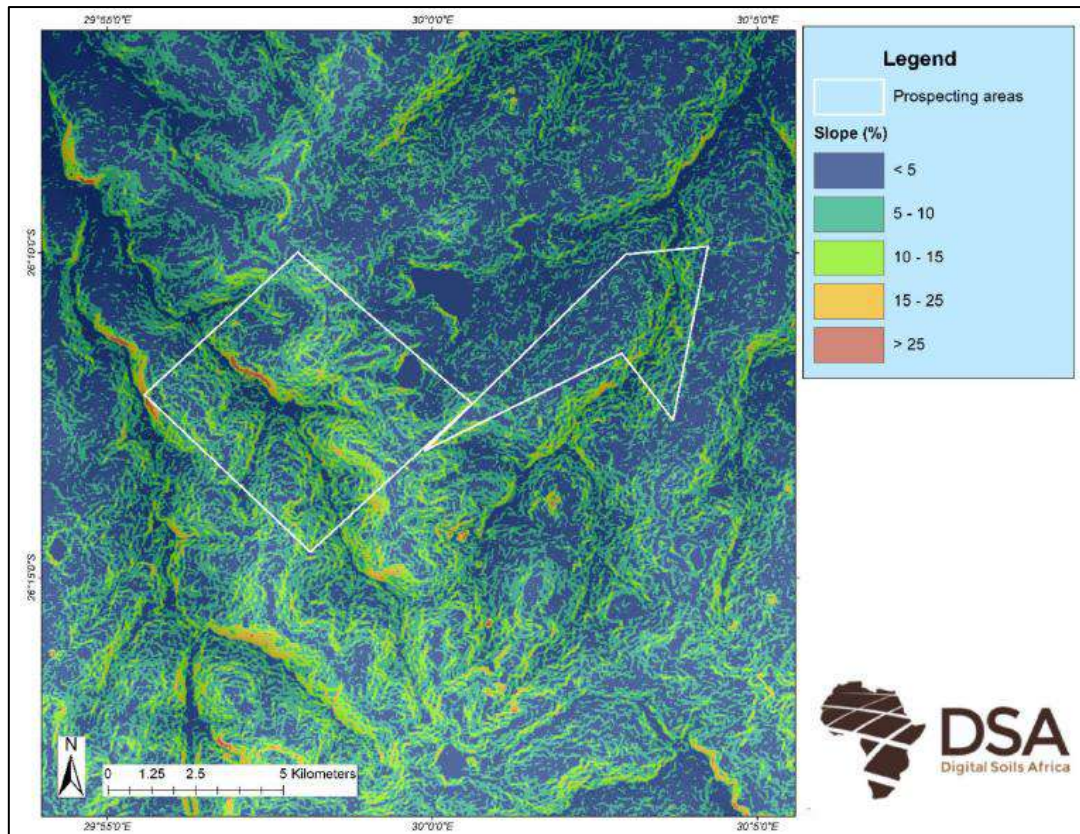 29°55'0"E
30°0'0"E
30°5'0"E
Legend
Prospecting areas
Slope (%)
< 5
5 - 10
10 - 15
15 - 25
> 25
26°10'0"S
26°15'0"S
N
0 1.25 2.5 5 Kilometers
DSA
Digital Soils Africa
29°55'0"E
30°0'0"E
30°5'0"E